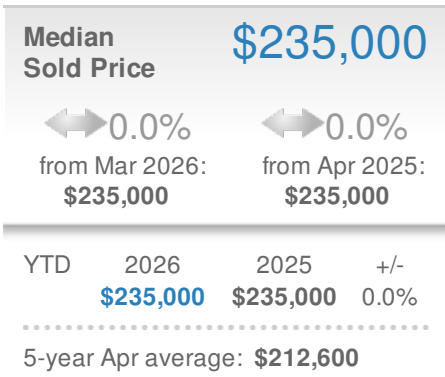 Median
Sold Price
$235,000
0.0% 0.0%
from Mar 2026: from Apr 2025:
$235,000 $235,000
YTD 2026 2025 +/-
$235,000 $235,000 0.0%
5-year Apr average: $212,600